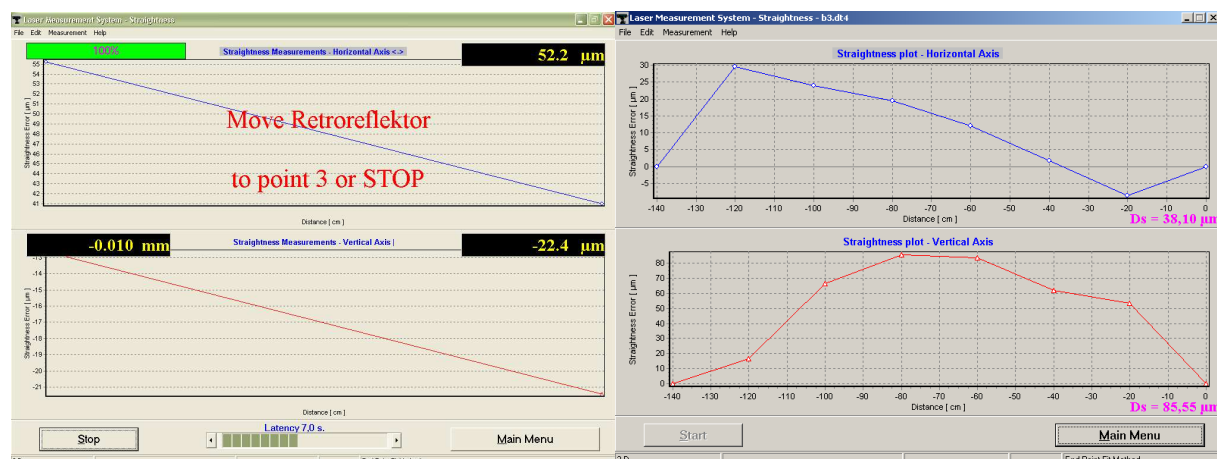 Laser Measurement System - Straightness
File Edit Measurement Help
100%
Straightness Measurements - Horizontal Axis <->
52.2 µm
Straightness Error [ µm ]
55
54
53
52
51
50
49
48
47
46
45
44
43
42
41
Move Retroreflektor
to point 3 or STOP
Distance [ cm ]
-0.010 mm
Straightness Measurements - Vertical Axis |
-22.4 µm
Straightness Error [ µm ]
-13
-14
-15
-16
-17
-18
-19
-20
-21
Distance [ cm ]
Stop
Latency 7,0 s.
Main Menu
Laser Measurement System - Straightness - b3.dt4
File Edit Measurement Help
Straightness plot - Horizontal Axis
Straightness Error [ µm ]
30
25
20
15
10
5
0
-5
-140 -130 -120 -110 -100 -90 -80 -70 -60 -50 -40 -30 -20 -10 0
Distance [ cm ]
Ds = 38,10 µm
Straightness plot - Vertical Axis
Straightness Error [ µm ]
80
70
60
50
40
30
20
10
0
-140 -130 -120 -110 -100 -90 -80 -70 -60 -50 -40 -30 -20 -10 0
Distance [ cm ]
Ds = 85,55 µm
Start
Main Menu
End Point Fit Method